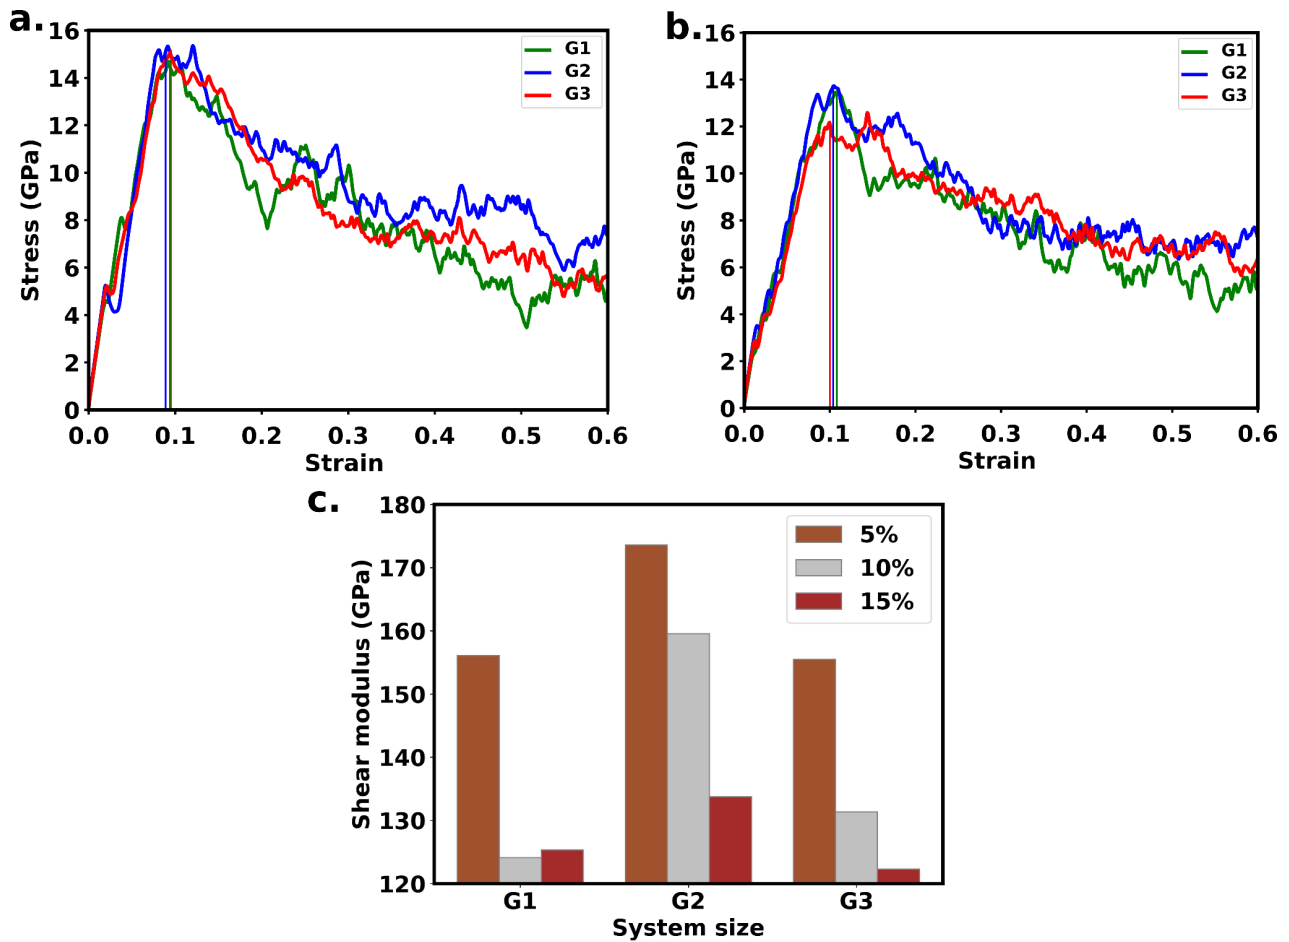 a.
16
14
12
10
8
6
4
2
0
Stress (GPa)
G1
G2
G3
0.0 0.1 0.2 0.3 0.4 0.5 0.6
Strain
b.
16
14
12
10
8
6
4
2
0
Stress (GPa)
G1
G2
G3
0.0 0.1 0.2 0.3 0.4 0.5 0.6
Strain
c.
180
170
160
150
140
130
120
Shear modulus (GPa)
5%
10%
15%
G1 G2 G3
System size